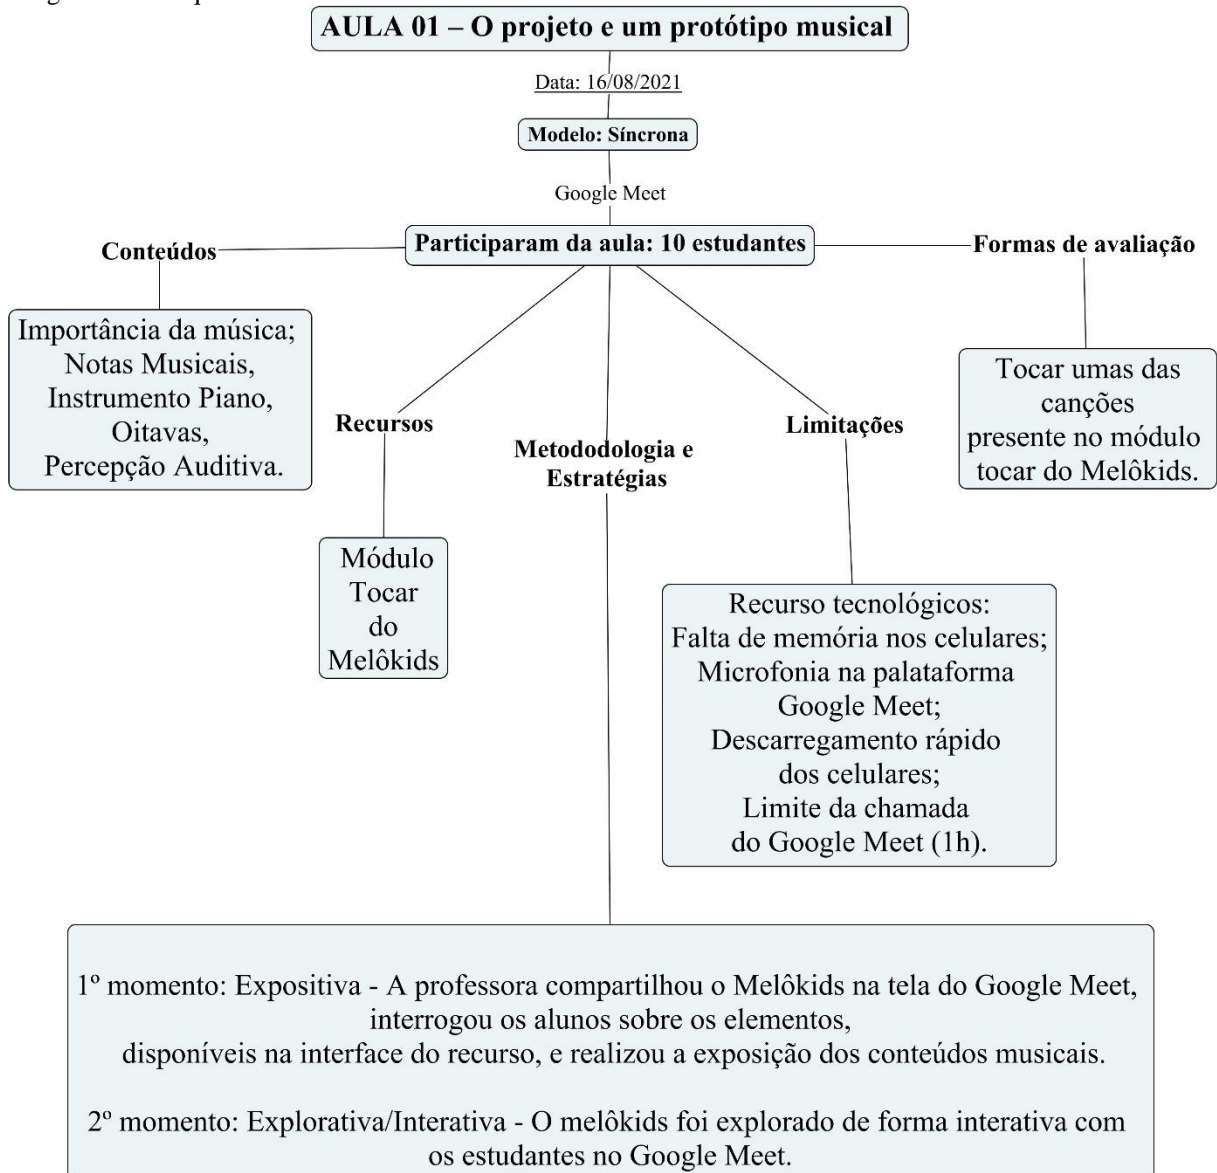 AULA 01 – O projeto e um protótipo musical
Data: 16/08/2021
Modelo: Síncrona
Google Meet
Participaram da aula: 10 estudantes
Conteúdos
Importância da música;
Notas Musicais,
Instrumento Piano,
Oitavas,
Percepção Auditiva.
Recursos
Módulo
Tocar
do
Melôkids
Metododologia e
Estratégias
Limitações
Recurso tecnológicos:
Falta de memória nos celulares;
Microfonia na palataforma
Google Meet;
Descarregamento rápido
dos celulares;
Limite da chamada
do Google Meet (1h).
Formas de avaliação
Tocar umas das
canções
presente no módulo
tocar do Melôkids.
1º momento: Expositiva - A professora compartilhou o Melôkids na tela do Google Meet,
interrogou os alunos sobre os elementos,
disponíveis na interface do recurso, e realizou a exposição dos conteúdos musicais.
2º momento: Explorativa/Interativa - O melôkids foi explorado de forma interativa com
os estudantes no Google Meet.